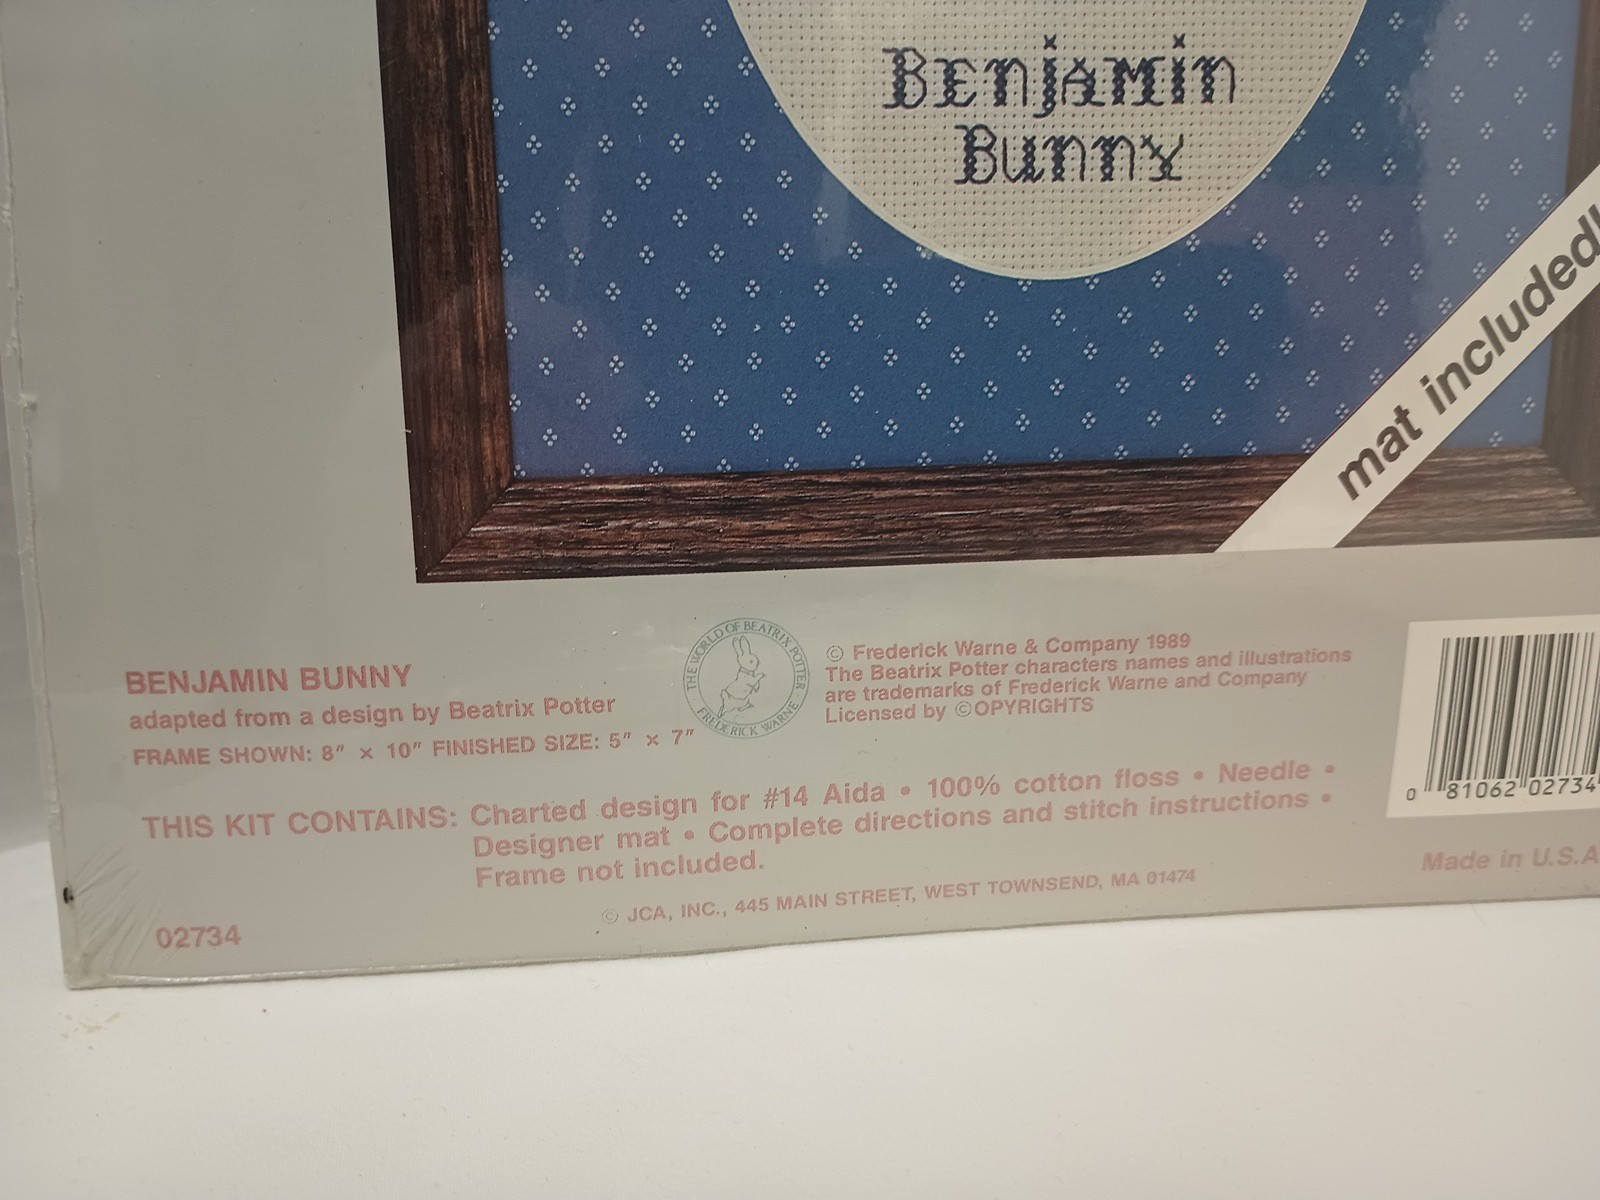 Benjamin
Bunny
mat included!
BENJAMIN BUNNY
adapted from a design by Beatrix Potter
FRAME SHOWN: 8" × 10" FINISHED SIZE: 5" × 7"
THE WORLD OF BEATRIX POTTER
FREDERICK WARNE
© Frederick Warne & Company 1989
The Beatrix Potter characters names and illustrations
are trademarks of Frederick Warne and Company
Licensed by ©OPYRIGHTS
THIS KIT CONTAINS: Charted design for #14 Aida • 100% cotton floss • Needle •
Designer mat • Complete directions and stitch instructions •
Frame not included.
0 81062 02734
Made in U.S.A
© JCA, INC., 445 MAIN STREET, WEST TOWNSEND, MA 01474
02734